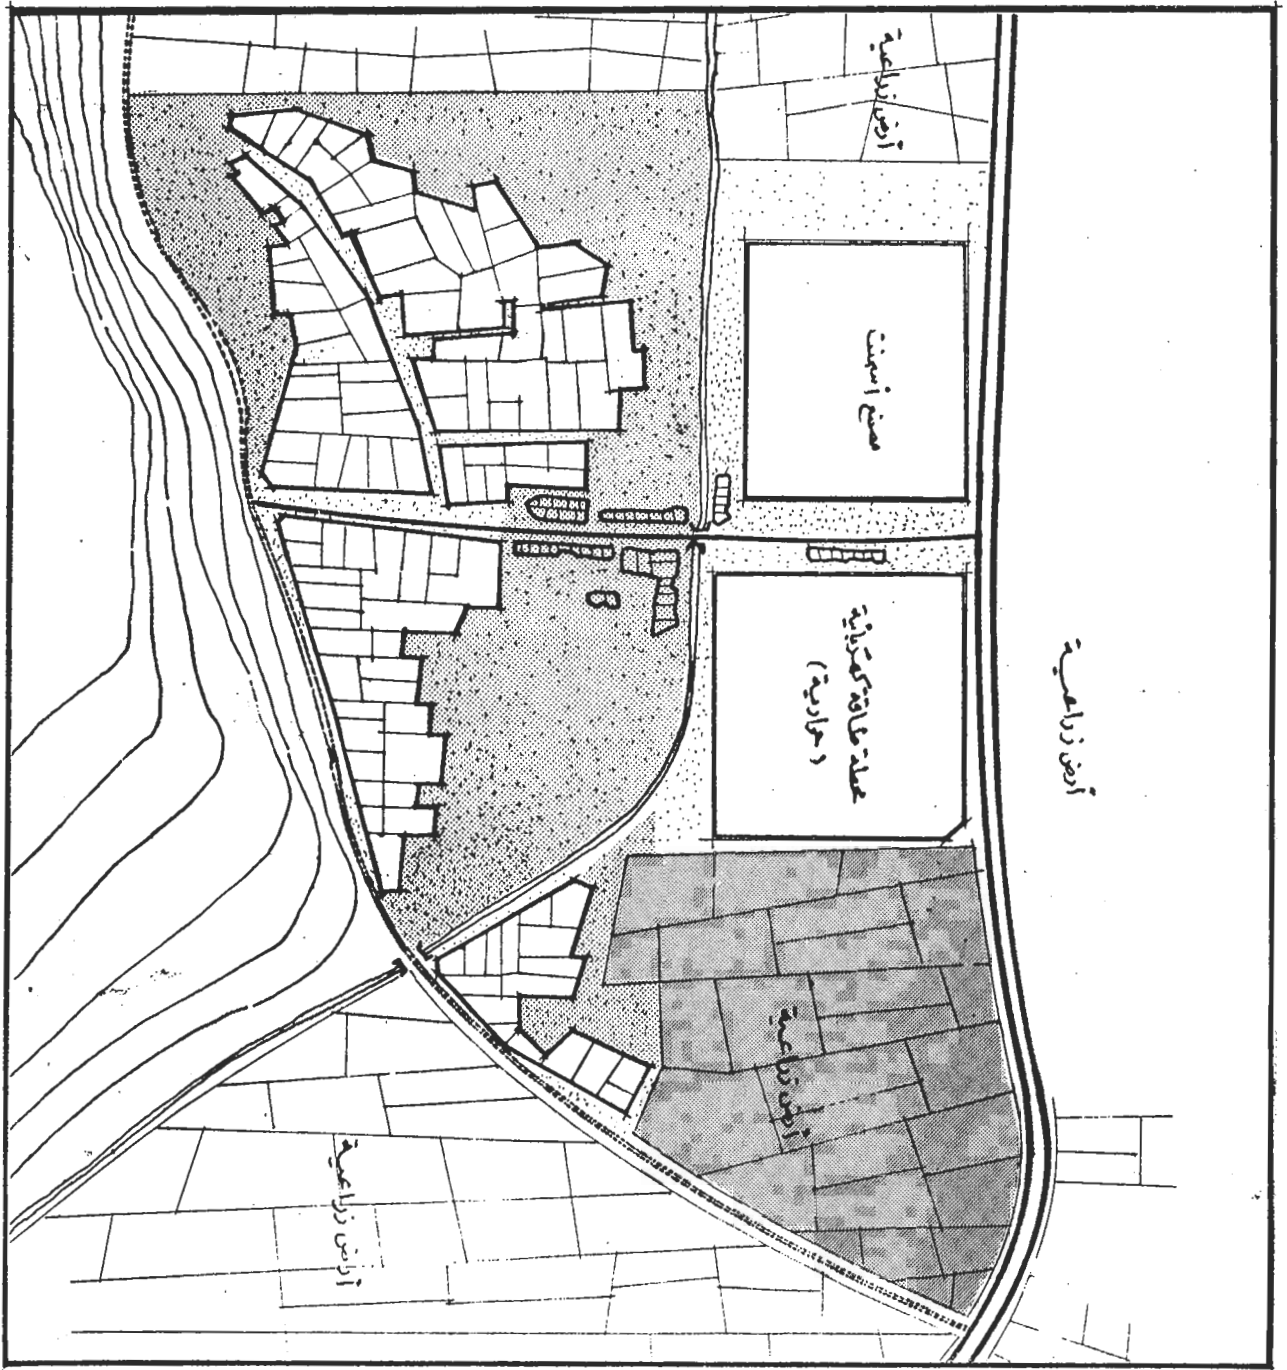 أرض زراعية
مصنع أسمنت
أرض زراعية
محطة طاقة كهربائية
(حرارية)
أرض زراعية
أرض زراعية